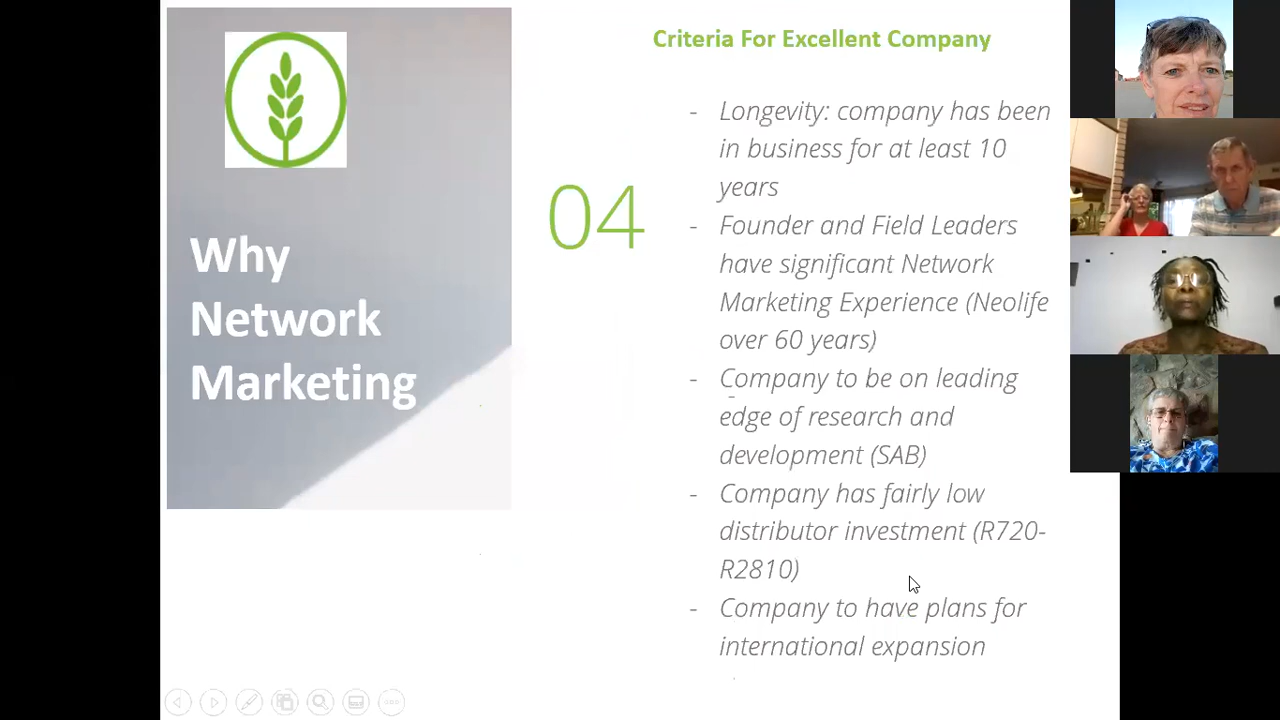 Why
Network
Marketing
04
Criteria For Excellent Company
- Longevity: company has been
in business for at least 10
years
- Founder and Field Leaders
have significant Network
Marketing Experience (Neolife
over 60 years)
- Company to be on leading
edge of research and
development (SAB)
- Company has fairly low
distributor investment (R720-
R2810)
- Company to have plans for
international expansion